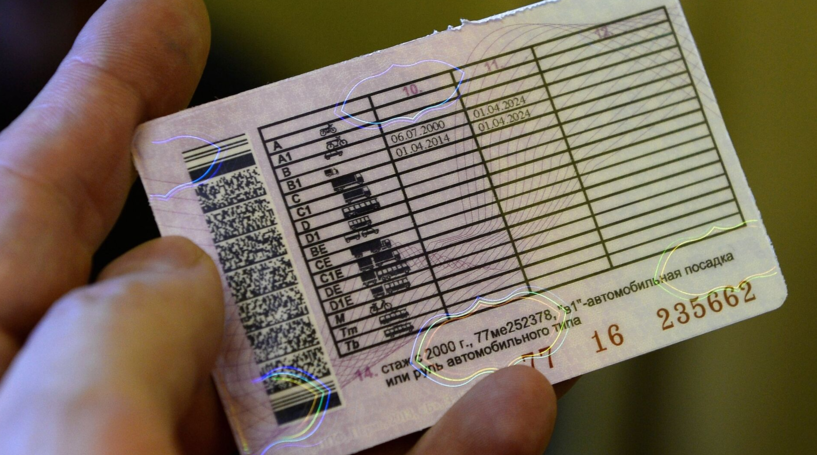 10. 11. 12.
A
A1
B 06.07.2000 01.04.2024
B1 01.04.2014 01.04.2024
C
C1
D
D1
BE
CE
C1E
DE
D1E
M
Tm
Tb
14. стаж с 2000 г., 77ме252378, "в1"-автомобильная посадка
или руль автомобильного типа
77 16 235662